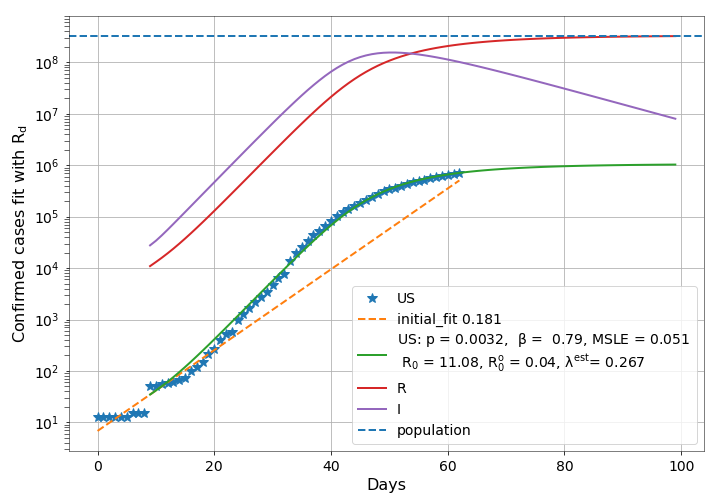 Confirmed cases fit with R_d
10^8
10^7
10^6
10^5
10^4
10^3
10^2
10^1
US
initial_fit 0.181
US: p = 0.0032,  β =  0.79, MSLE = 0.051
R_0 = 11.08, R_0^o = 0.04, λ^est= 0.267
R
I
population
0 20 40 60 80 100
Days